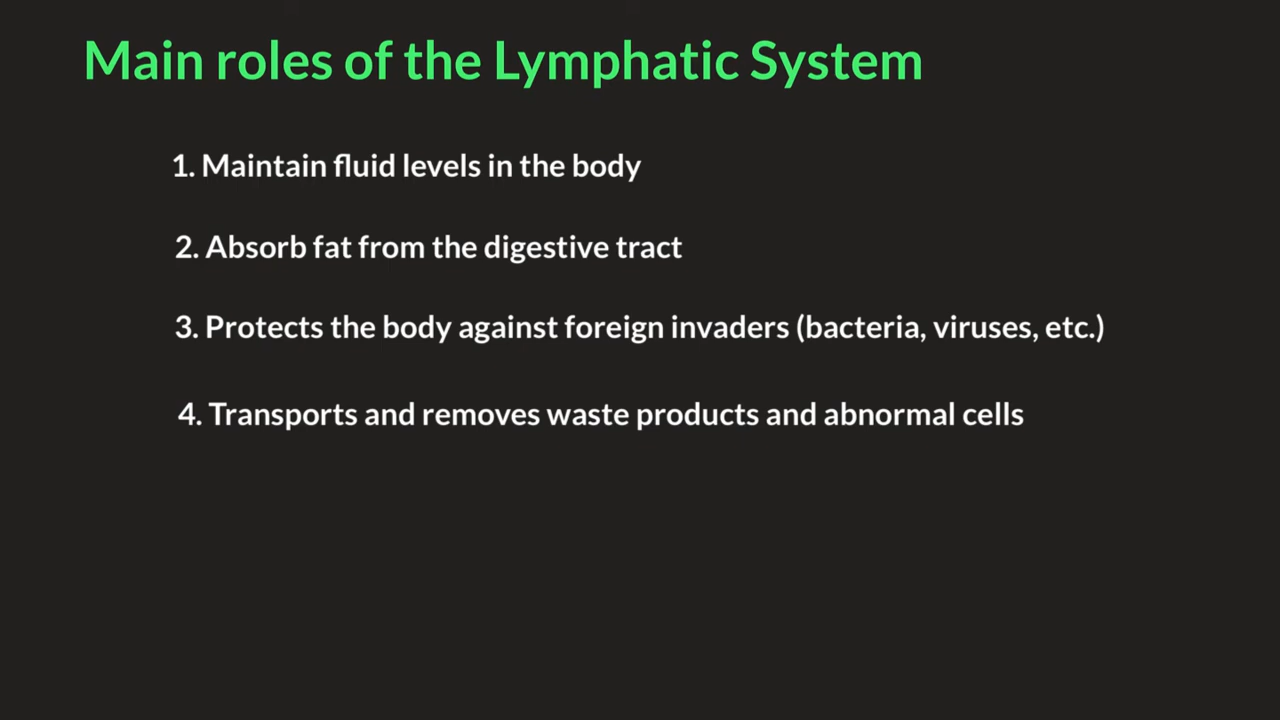 Main roles of the Lymphatic System
1. Maintain fluid levels in the body
2. Absorb fat from the digestive tract
3. Protects the body against foreign invaders (bacteria, viruses, etc.)
4. Transports and removes waste products and abnormal cells